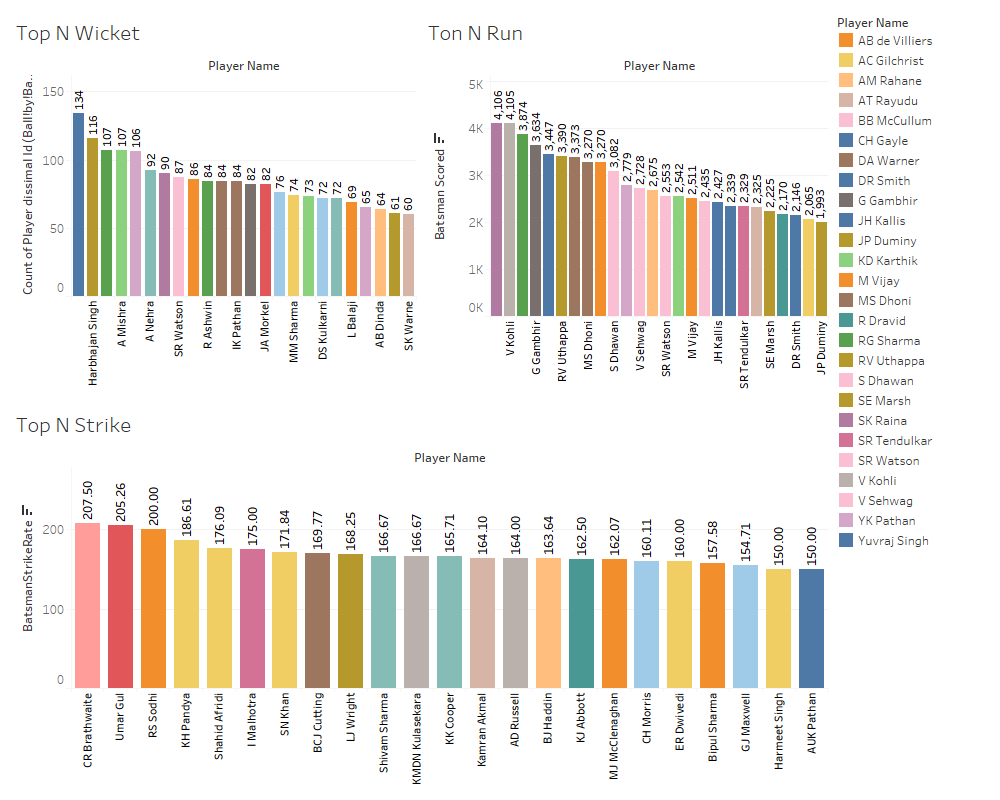 Top N Wicket
Player Name
Count of Player dissimal Id (Ball!by!Ba..
150
100
50
0
134
116
107
107
106
92
90
87
86
84
84
84
82
82
76
74
73
72
72
69
65
64
61
60
Harbhajan Singh
A Mishra
A Nehra
SR Watson
R Ashwin
IK Pathan
JA Morkel
MM Sharma
DS Kulkarni
L Balaji
AB Dinda
SK Warne
Ton N Run
Player Name
Batsman Scored
5K
4K
3K
2K
1K
0K
4,106
4,105
3,874
3,634
3,447
3,390
3,373
3,270
3,270
3,082
2,779
2,728
2,675
2,553
2,542
2,511
2,435
2,427
2,339
2,329
2,325
2,225
2,170
2,146
2,065
1,993
V Kohli
G Gambhir
RV Uthappa
MS Dhoni
S Dhawan
V Sehwag
SR Watson
M Vijay
JH Kallis
SR Tendulkar
SE Marsh
DR Smith
JP Duminy
Player Name
AB de Villiers
AC Gilchrist
AM Rahane
AT Rayudu
BB McCullum
CH Gayle
DA Warner
DR Smith
G Gambhir
JH Kallis
JP Duminy
KD Karthik
M Vijay
MS Dhoni
R Dravid
RG Sharma
RV Uthappa
S Dhawan
SE Marsh
SK Raina
SR Tendulkar
SR Watson
V Kohli
V Sehwag
YK Pathan
Yuvraj Singh
Top N Strike
Player Name
BatsmanStrikeRate
200
100
0
207.50
205.26
200.00
186.61
176.09
175.00
171.84
169.77
168.25
166.67
166.67
165.71
164.10
164.00
163.64
162.50
162.07
160.11
160.00
157.58
154.71
150.00
150.00
CR Brathwaite
Umar Gul
RS Sodhi
KH Pandya
Shahid Afridi
I Malhotra
SN Khan
BCJ Cutting
LJ Wright
Shivam Sharma
KMDN Kulasekara
KK Cooper
Kamran Akmal
AD Russell
BJ Haddin
KJ Abbott
MJ McClenaghan
CH Morris
ER Dwivedi
Bipul Sharma
GJ Maxwell
Harmeet Singh
AUK Pathan